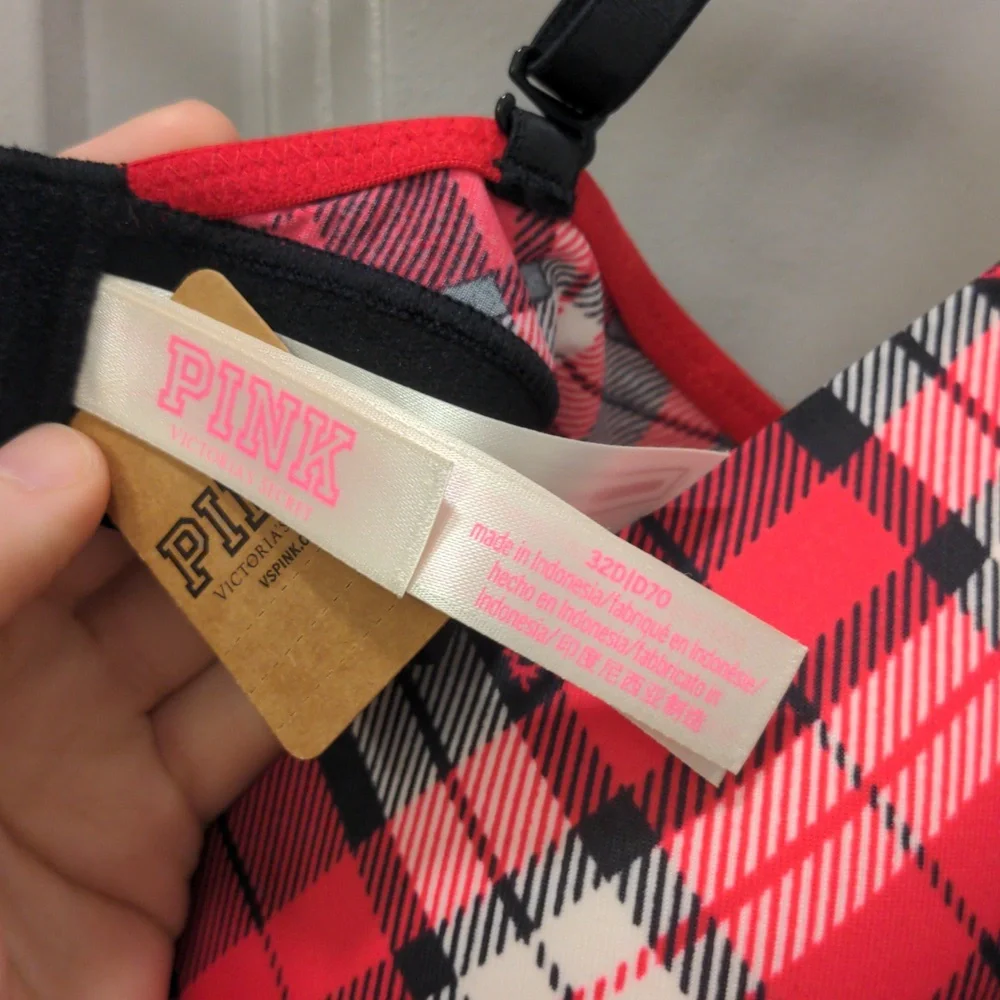 PINK
VICTORIA'S SECRET
32D|D70
made in Indonesia/fabriqué en Indonésie/
hecho en Indonesia/fabbricato in
Indonesia/印度尼西亚制造
VICTORIA'S
VSPINK.C